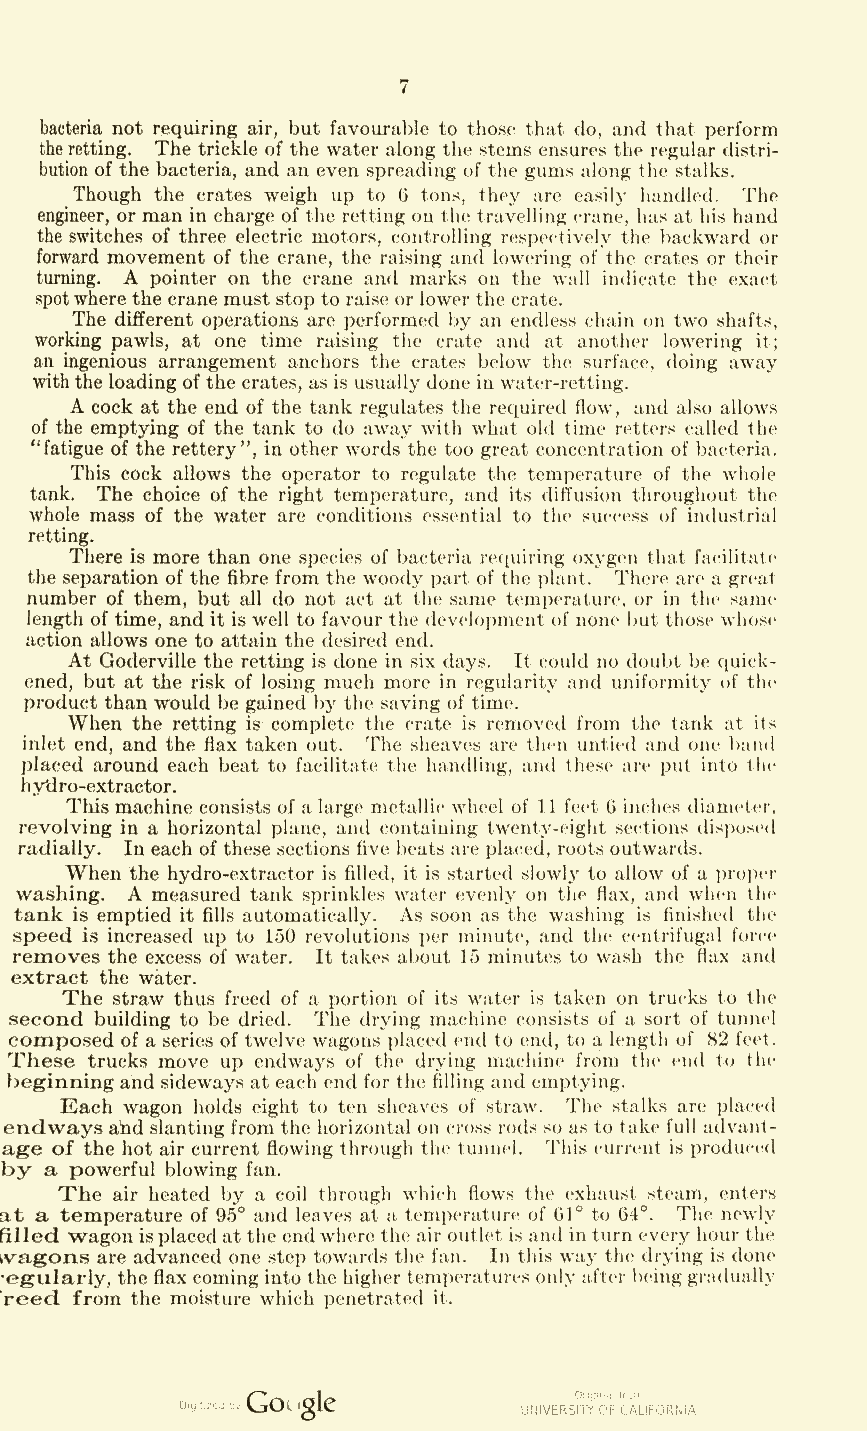 7
bacteria not requiring air, but favourable to those that do, and that perform
the retting. The trickle of the water along the stems ensures the regular distri-
bution of the bacteria, and an even spreading of the gums along the stalks.
Though the crates weigh up to 6 tons, they are easily handled. The
engineer, or man in charge of the retting on the travelling crane, has at his hand
the switches of three electric motors, controlling respectively the backward or
forward movement of the crane, the raising and lowering of the crates or their
turning. A pointer on the crane and marks on the wall indicate the exact
spot where the crane must stop to raise or lower the crate.
The different operations are performed by an endless chain on two shafts,
working pawls, at one time raising the crate and at another lowering it;
an ingenious arrangement anchors the crates below the surface, doing away
with the loading of the crates, as is usually done in water-retting.
A cock at the end of the tank regulates the required flow, and also allows
of the emptying of the tank to do away with what old time retters called the
"fatigue of the rettery", in other words the too great concentration of bacteria.
This cock allows the operator to regulate the temperature of the whole
tank. The choice of the right temperature, and its diffusion throughout the
whole mass of the water are conditions essential to the success of industrial
retting.
There is more than one species of bacteria requiring oxygen that facilitate
the separation of the fibre from the woody part of the plant. There are a great
number of them, but all do not act at the same temperature, or in the same
length of time, and it is well to favour the development of none but those whose
action allows one to attain the desired end.
At Goderville the retting is done in six days. It could no doubt be quick-
ened, but at the risk of losing much more in regularity and uniformity of the
product than would be gained by the saving of time.
When the retting is complete the crate is removed from the tank at its
inlet end, and the flax taken out. The sheaves are then untied and one band
placed around each beat to facilitate the handling, and these are put into the
hydro-extractor.
This machine consists of a large metallic wheel of 11 feet 6 inches diameter,
revolving in a horizontal plane, and containing twenty-eight sections disposed
radially. In each of these sections five beats are placed, roots outwards.
When the hydro-extractor is filled, it is started slowly to allow of a proper
washing. A measured tank sprinkles water evenly on the flax, and when the
tank is emptied it fills automatically. As soon as the washing is finished the
speed is increased up to 150 revolutions per minute, and the centrifugal force
removes the excess of water. It takes about 15 minutes to wash the flax and
extract the water.
The straw thus freed of a portion of its water is taken on trucks to the
second building to be dried. The drying machine consists of a sort of tunnel
composed of a series of twelve wagons placed end to end, to a length of 82 feet.
These trucks move up endways of the drying machine from the end to the
beginning and sideways at each end for the filling and emptying.
Each wagon holds eight to ten sheaves of straw. The stalks are placed
endways and slanting from the horizontal on cross rods so as to take full advant-
age of the hot air current flowing through the tunnel. This current is produced
by a powerful blowing fan.
The air heated by a coil through which flows the exhaust steam, enters
at a temperature of 95° and leaves at a temperature of 61° to 64°. The newly
filled wagon is placed at the end where the air outlet is and in turn every hour the
wagons are advanced one step towards the fan. In this way the drying is done
regularly, the flax coming into the higher temperatures only after being gradually
freed from the moisture which penetrated it.
Digitized by Google
Original from
UNIVERSITY OF CALIFORNIA